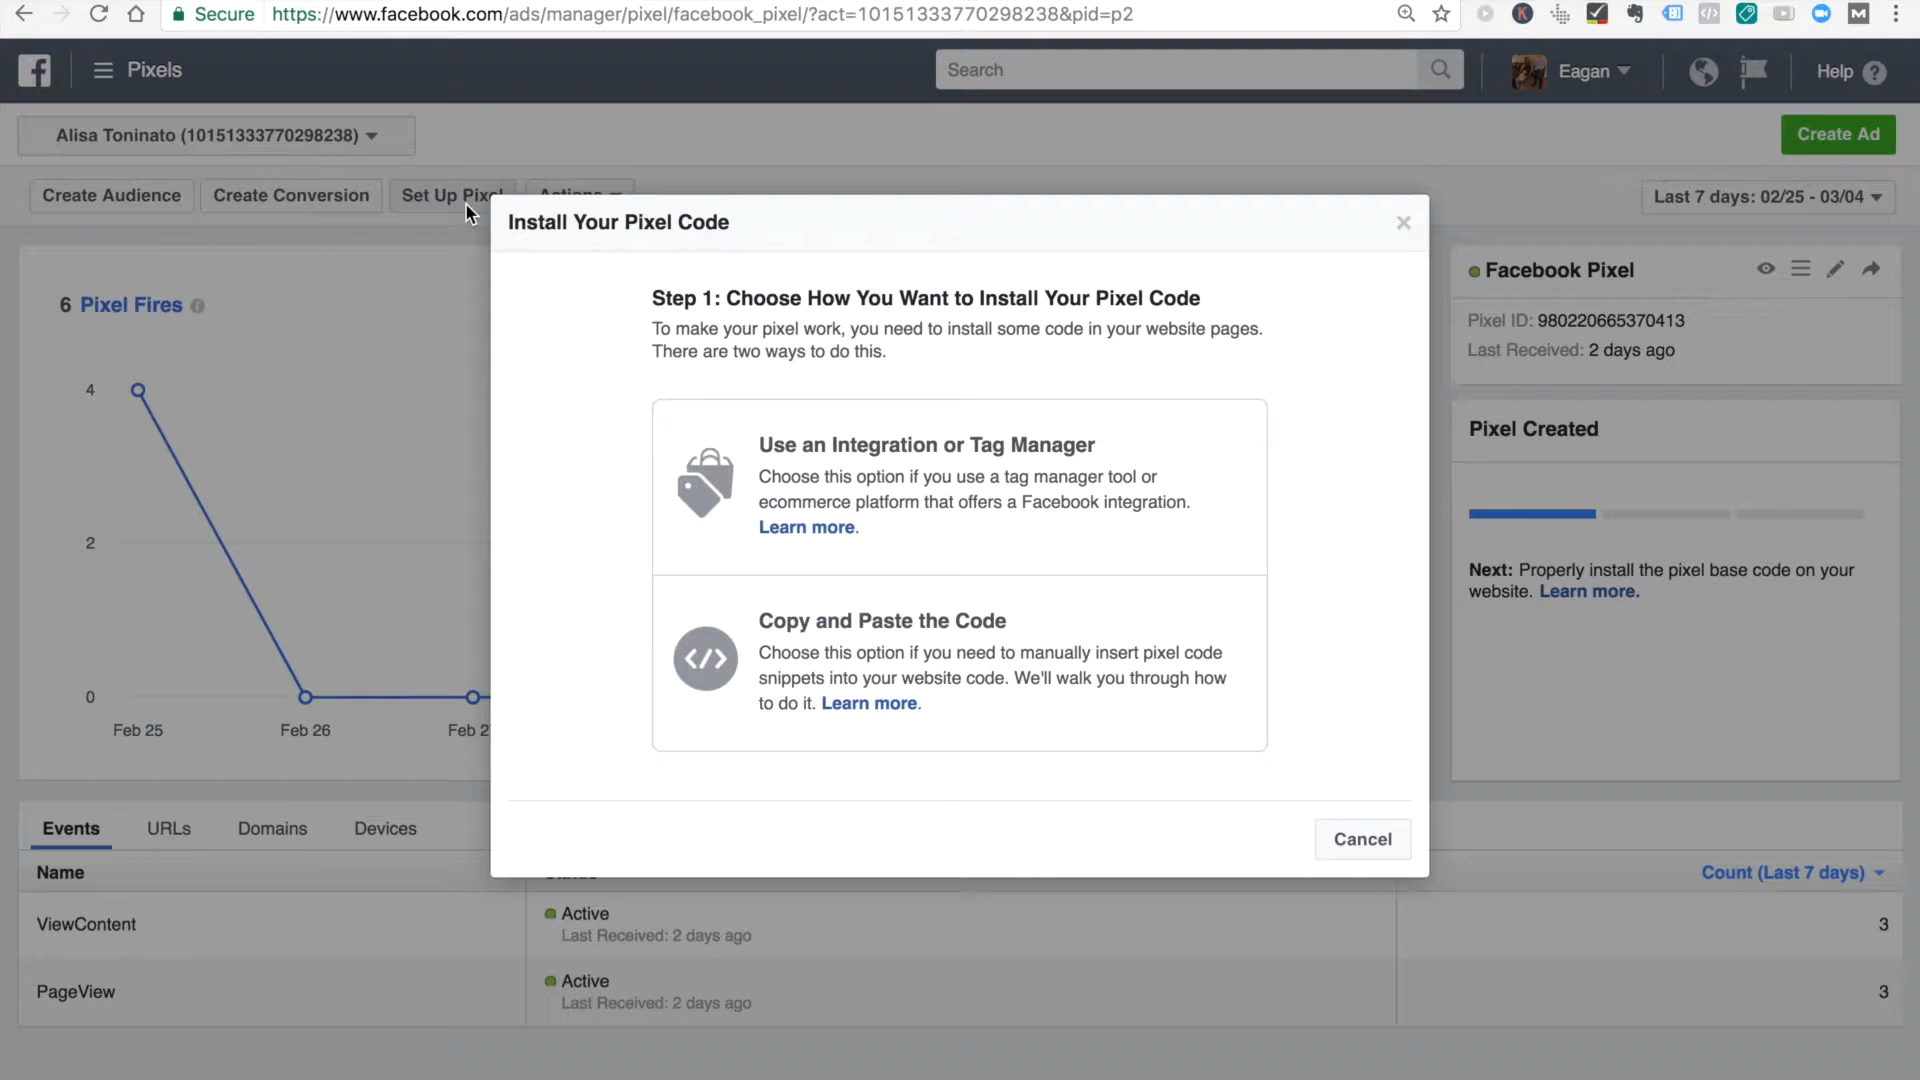 Secure https://www.facebook.com/ads/manager/pixel/facebook_pixel/?act=10151333770298238&pid=p2
Pixels
Search
Eagan
Help
Alisa Toninato (10151333770298238)
Create Ad
Create Audience
Create Conversion
Set Up Pixel
Actions
Last 7 days: 02/25 - 03/04
Install Your Pixel Code
Step 1: Choose How You Want to Install Your Pixel Code
To make your pixel work, you need to install some code in your website pages.
There are two ways to do this.
Use an Integration or Tag Manager
Choose this option if you use a tag manager tool or
ecommerce platform that offers a Facebook integration.
Learn more.
Copy and Paste the Code
Choose this option if you need to manually insert pixel code
snippets into your website code. We'll walk you through how
to do it. Learn more.
Cancel
6 Pixel Fires
4
2
0
Feb 25
Feb 26
Feb 2
Facebook Pixel
Pixel ID: 980220665370413
Last Received: 2 days ago
Pixel Created
Next: Properly install the pixel base code on your
website. Learn more.
Events
URLs
Domains
Devices
Name
Count (Last 7 days)
ViewContent
Active
Last Received: 2 days ago
3
PageView
Active
Last Received: 2 days ago
3